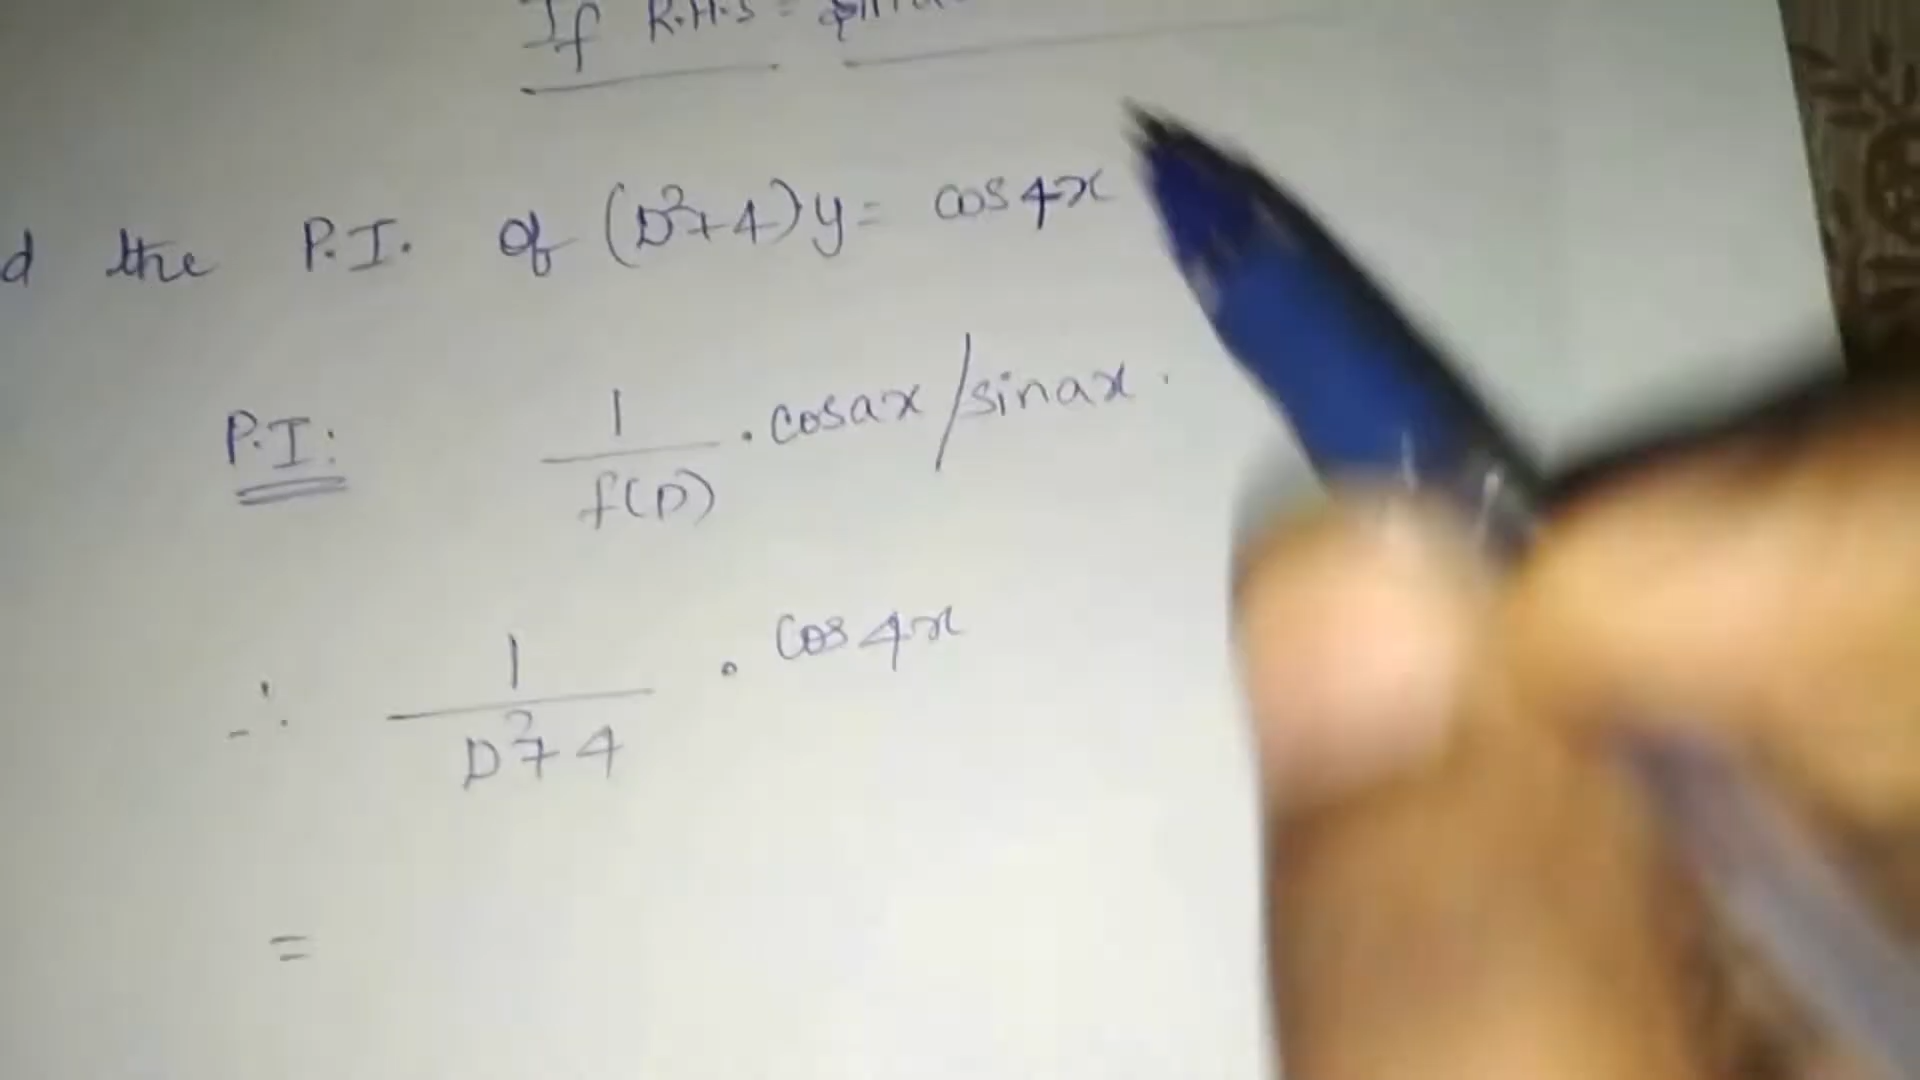 If R.H.S =
d the P.I. of (D²+4)y = cos4x
P.I: 1/f(D) . cosax/sinax.
∴ 1/D²+4 . Cos4x
=